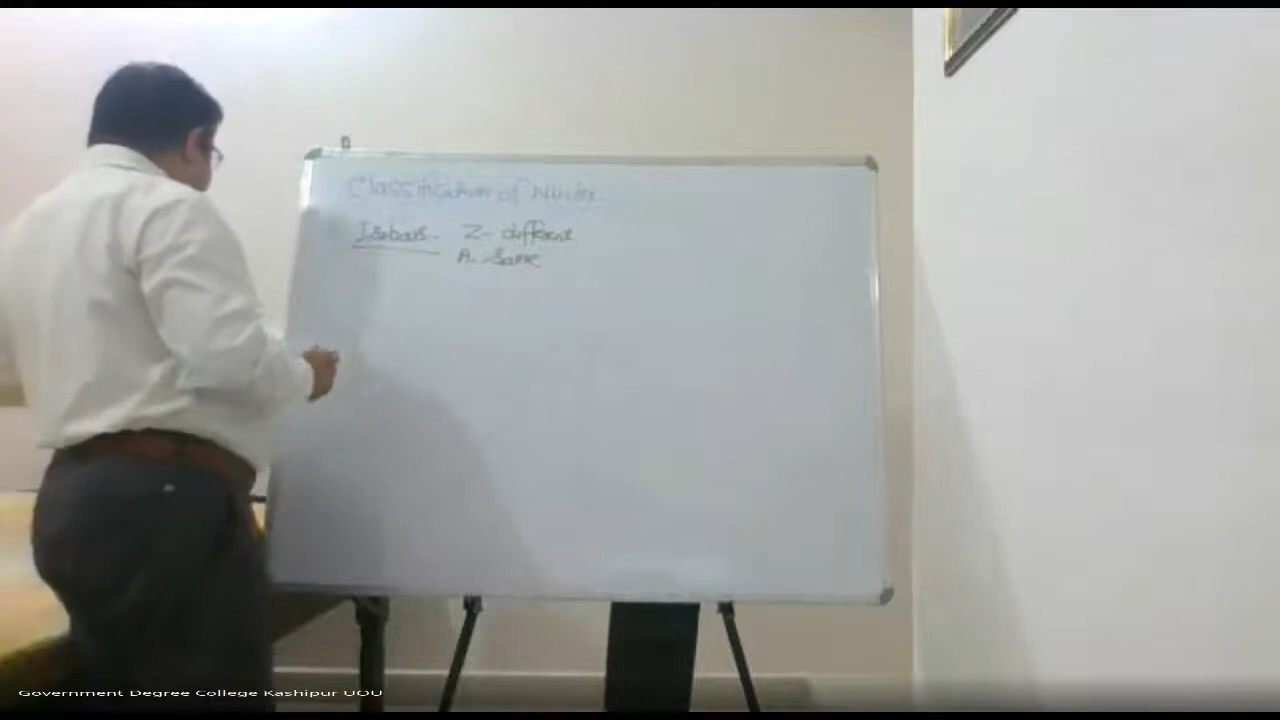 Classification of Nuclei
Isobars - Z - different
A - Same
Government Degree College Kashipur UOU